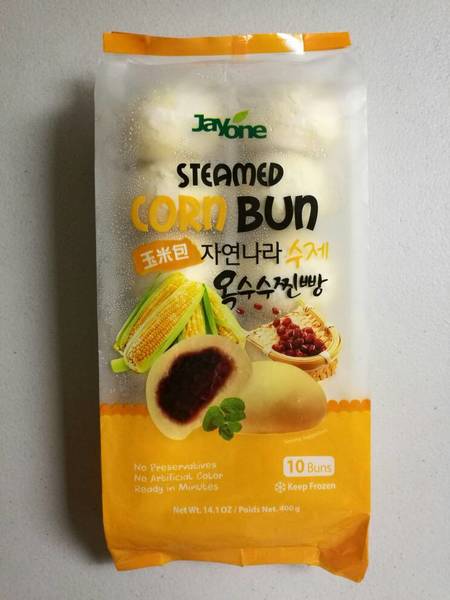 Jayone
STEAMED
CORN BUN
玉米包 자연나라 수제
옥수수찐빵
No Preservatives
No Artificial Color
Ready in Minutes
10 Buns
Keep Frozen
Net Wt. 14.1 OZ / Poids Net. 400 g